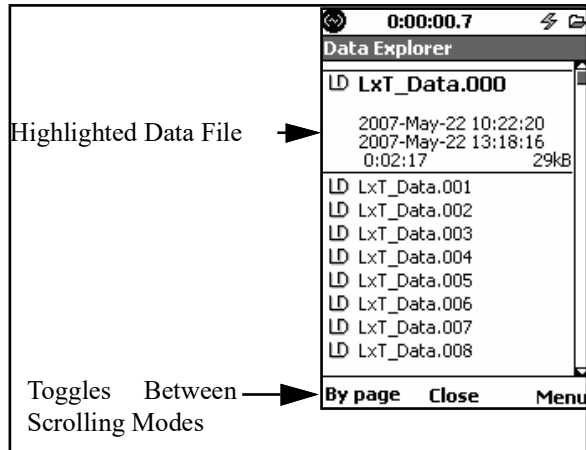 0:00:00.7
Data Explorer
LD LxT_Data.000
2007-May-22 10:22:20
2007-May-22 13:18:16
0:02:17 29kB
Highlighted Data File
LD LxT_Data.001
LD LxT_Data.002
LD LxT_Data.003
LD LxT_Data.004
LD LxT_Data.005
LD LxT_Data.006
LD LxT_Data.007
LD LxT_Data.008
By page Close Menu
Toggles Between
Scrolling Modes